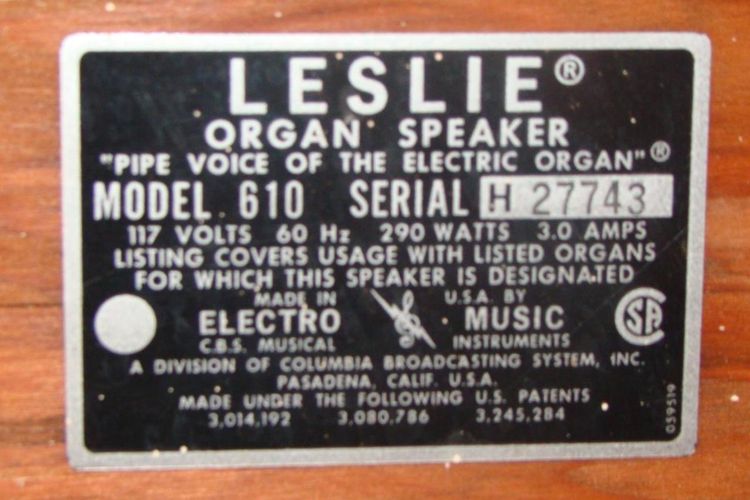 LESLIE®
ORGAN SPEAKER
"PIPE VOICE OF THE ELECTRIC ORGAN"®
MODEL 610 SERIAL H 27743
117 VOLTS 60 Hz 290 WATTS 3.0 AMPS
LISTING COVERS USAGE WITH LISTED ORGANS
FOR WHICH THIS SPEAKER IS DESIGNATED
MADE IN U.S.A. BY
ELECTRO MUSIC
C.B.S. MUSICAL INSTRUMENTS
A DIVISION OF COLUMBIA BROADCASTING SYSTEM, INC.
PASADENA, CALIF. U.S.A.
MADE UNDER THE FOLLOWING U.S. PATENTS
3,014,192 3,080,786 3,245,284
CSA
059519